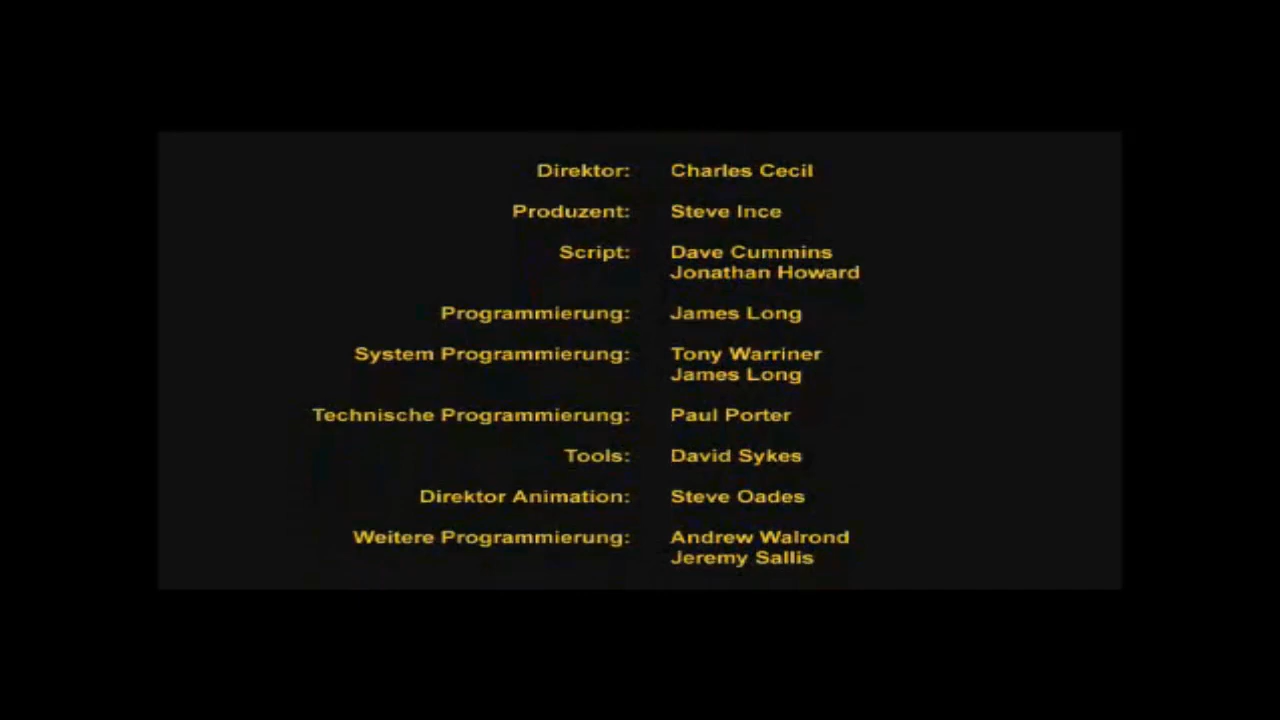 Direktor: Charles Cecil
Produzent: Steve Ince
Script: Dave Cummins
Jonathan Howard
Programmierung: James Long
System Programmierung: Tony Warriner
James Long
Technische Programmierung: Paul Porter
Tools: David Sykes
Direktor Animation: Steve Oades
Weitere Programmierung: Andrew Walrond
Jeremy Sallis